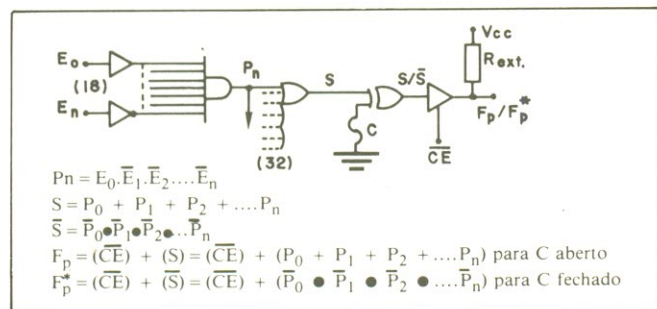 Vcc
E₀
(18)
Pₙ
S
S/S̄
R ext.
Eₙ
C
Fₚ/Fₚ*
(32)
C̅E̅
Pn = E₀.Ē₁.Ē₂....Ēₙ
S = P₀ + P₁ + P₂ + ....Pₙ
S̄ = P̄₀●P̄₁●P̄₂●...P̄ₙ
Fₚ = (C̅E̅) + (S) = (C̅E̅) + (P₀ + P₁ + P₂ + ....Pₙ) para C aberto
Fₚ* = (C̅E̅) + (S̄) = (C̅E̅) + (P̄₀ ● P̄₁ ● P̄₂ ● ....P̄ₙ) para C fechado